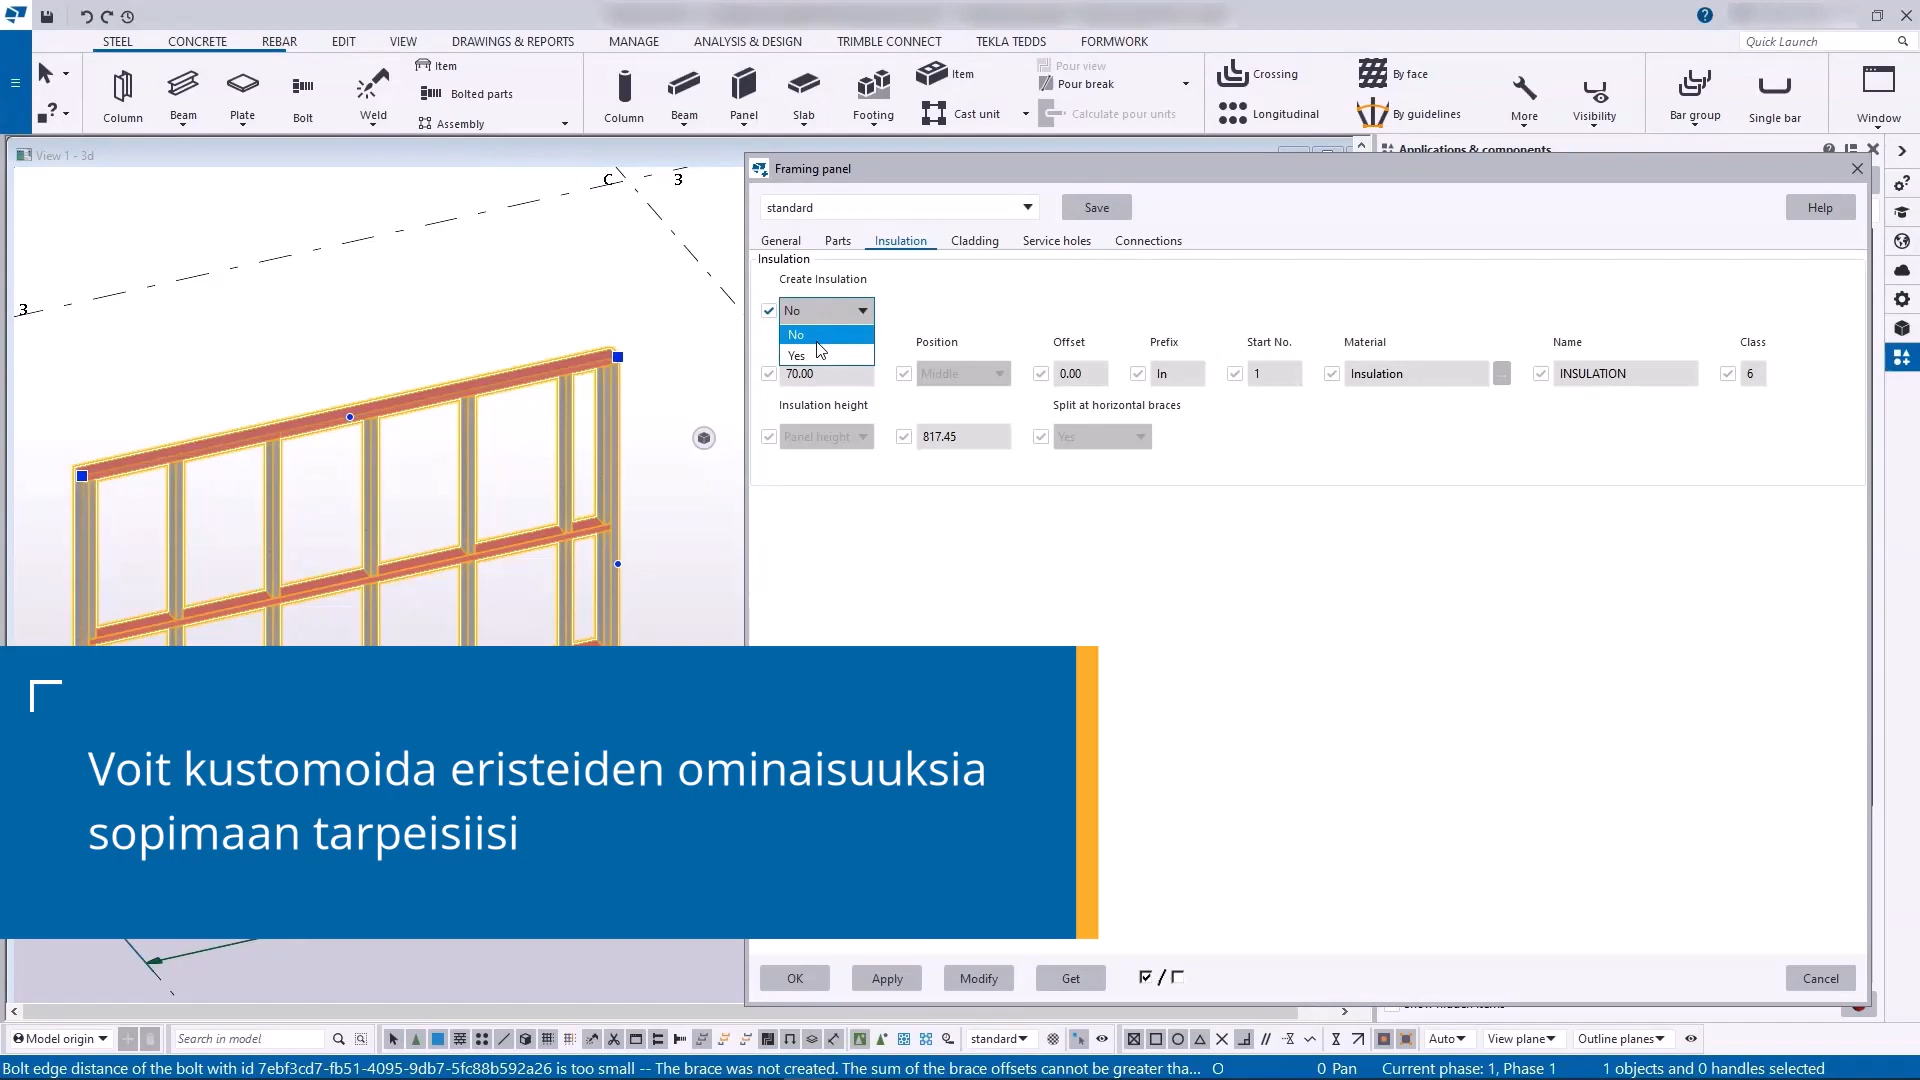 STEEL CONCRETE REBAR EDIT VIEW DRAWINGS & REPORTS MANAGE ANALYSIS & DESIGN TRIMBLE CONNECT TEKLA TEDDS FORMWORK Quick Launch
Item Item Pour view
Bolted parts Pour break Crossing By face
Assembly Cast unit Calculate pour units Longitudinal By guidelines
Column Beam Plate Bolt Weld Column Beam Panel Slab Footing More Visibility Bar group Single bar Window
View 1 - 3d
Applications & components
C 3
3
Framing panel
standard Save Help
General Parts Insulation Cladding Service holes Connections
Insulation
Create Insulation
No
No
Yes
Position Offset Prefix Start No. Material Name Class
70.00 Middle 0.00 In 1 Insulation ... INSULATION 6
Insulation height Split at horizontal braces
Panel height 817.45 Yes
Voit kustomoida eristeiden ominaisuuksia
sopimaan tarpeisiisi
OK Apply Modify Get / Cancel
Model origin Search in model standard Auto View plane Outline planes
Bolt edge distance of the bolt with id 7ebf3cd7-fb51-4095-9db7-5fc88b592a26 is too small -- The brace was not created. The sum of the brace offsets cannot be greater tha... O 0 Pan Current phase: 1, Phase 1 1 objects and 0 handles selected